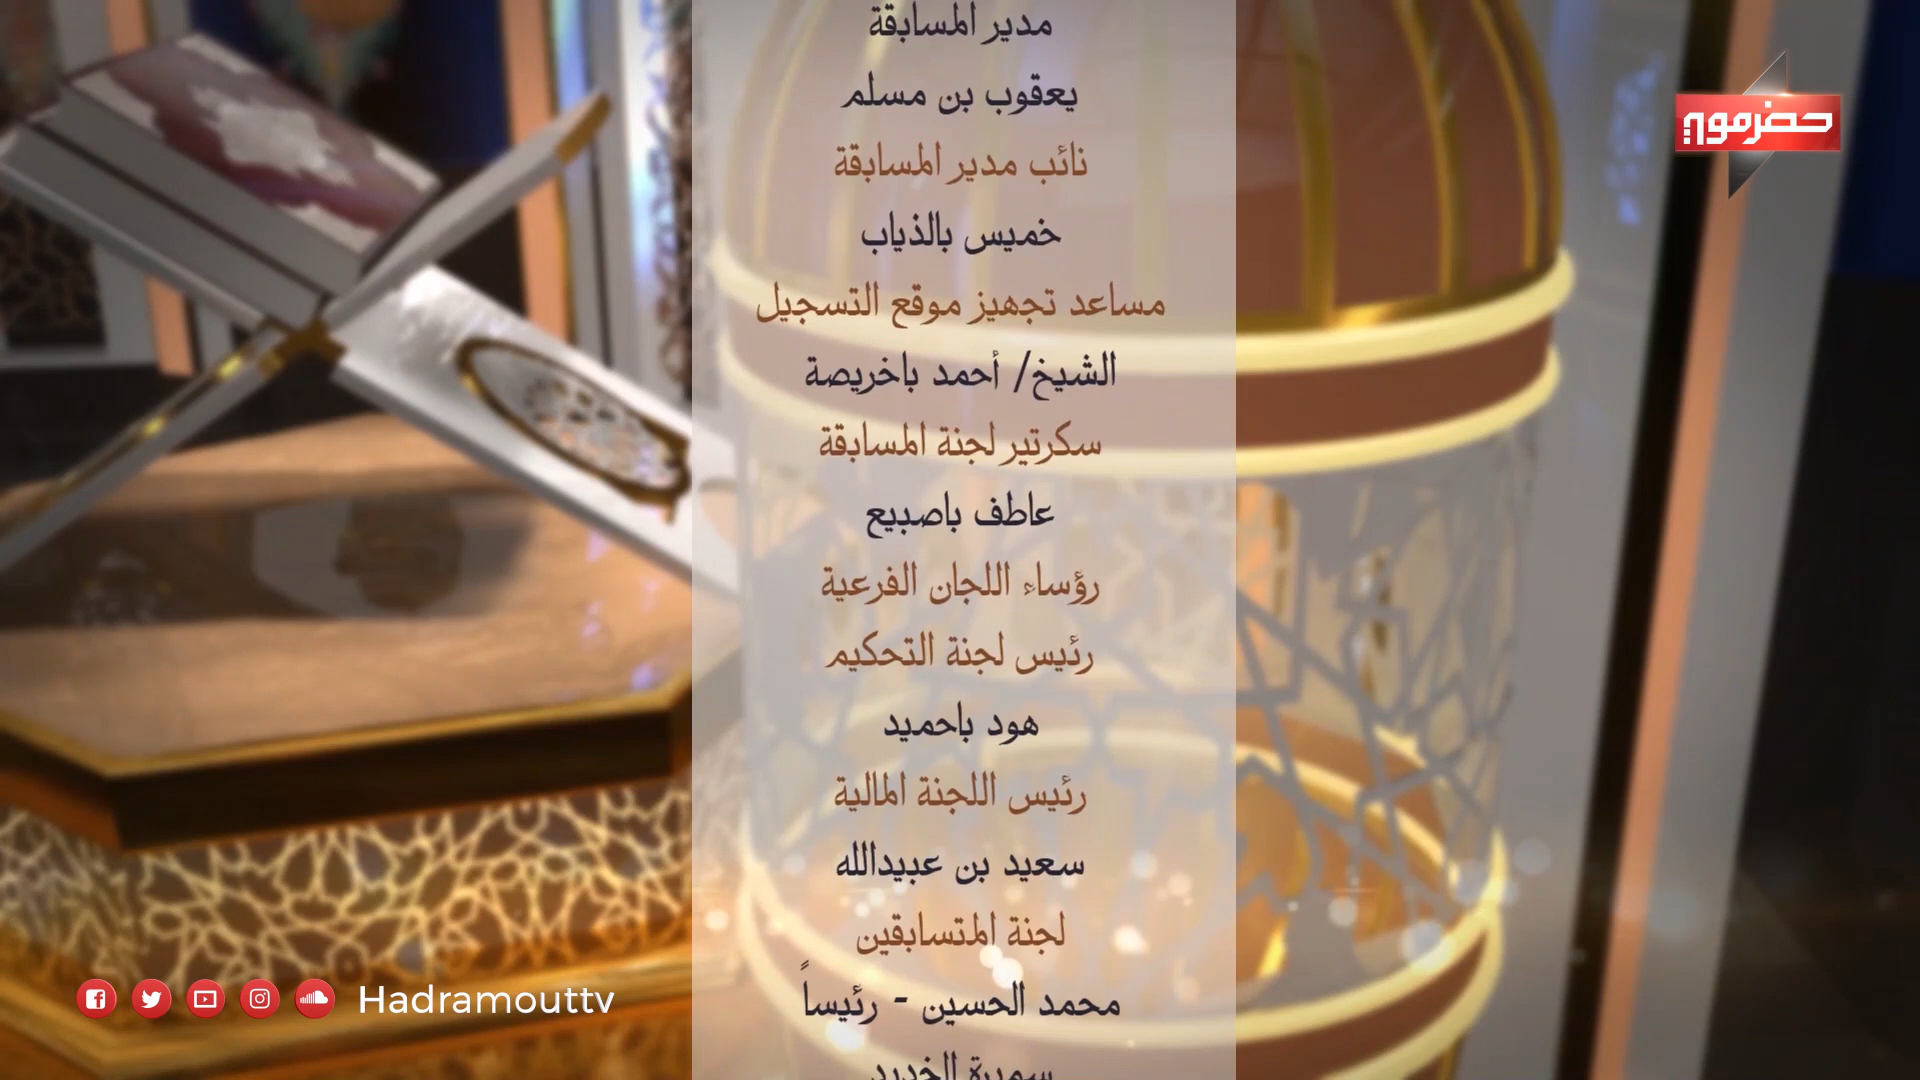 مدير المسابقة
يعقوب بن مسلم
نائب مدير المسابقة
خميس بالذياب
مساعد تجهيز موقع التسجيل
الشيخ/ أحمد باخريصة
سكرتير لجنة المسابقة
عاطف باصبيع
رؤساء اللجان الفرعية
رئيس لجنة التحكيم
هود باحميد
رئيس اللجنة المالية
سعيد بن عبيدالله
لجنة المتسابقين
محمد الحسين - رئيساً
حضرموت
Hadramouttv